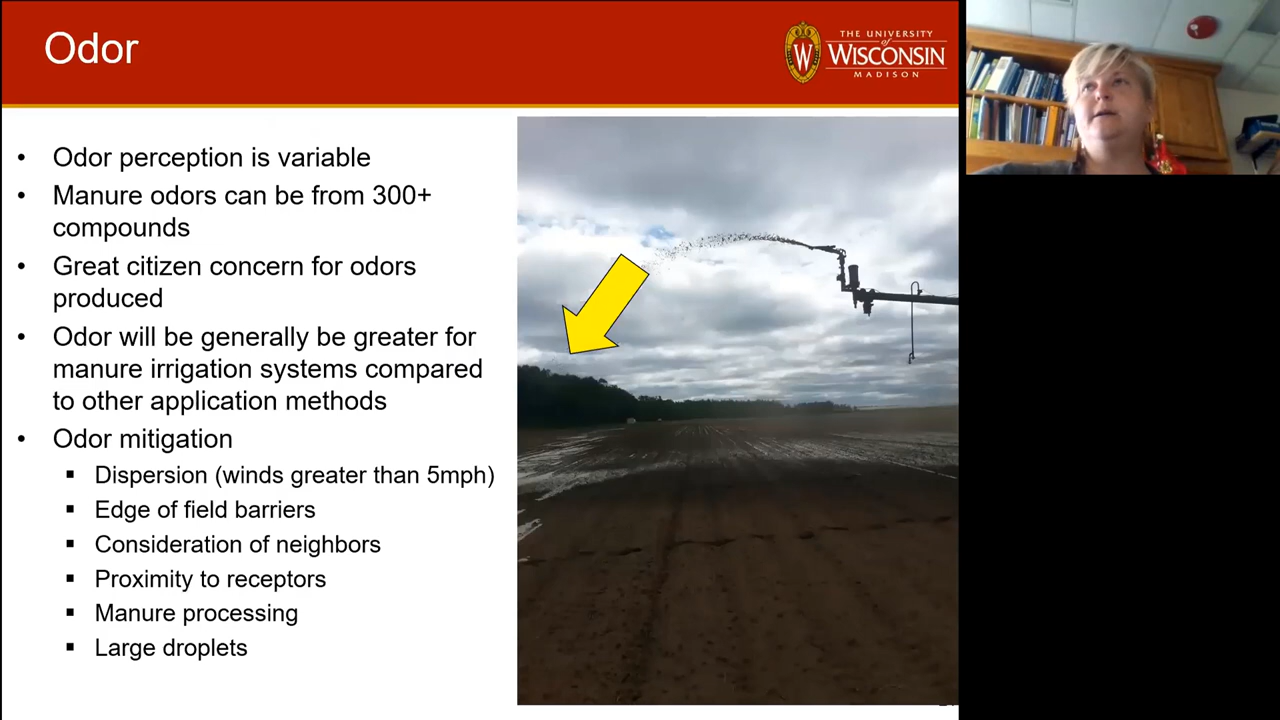 Odor
THE UNIVERSITY
of
WISCONSIN
MADISON
W
• Odor perception is variable
• Manure odors can be from 300+
compounds
• Great citizen concern for odors
produced
• Odor will be generally be greater for
manure irrigation systems compared
to other application methods
• Odor mitigation
▪ Dispersion (winds greater than 5mph)
▪ Edge of field barriers
▪ Consideration of neighbors
▪ Proximity to receptors
▪ Manure processing
▪ Large droplets